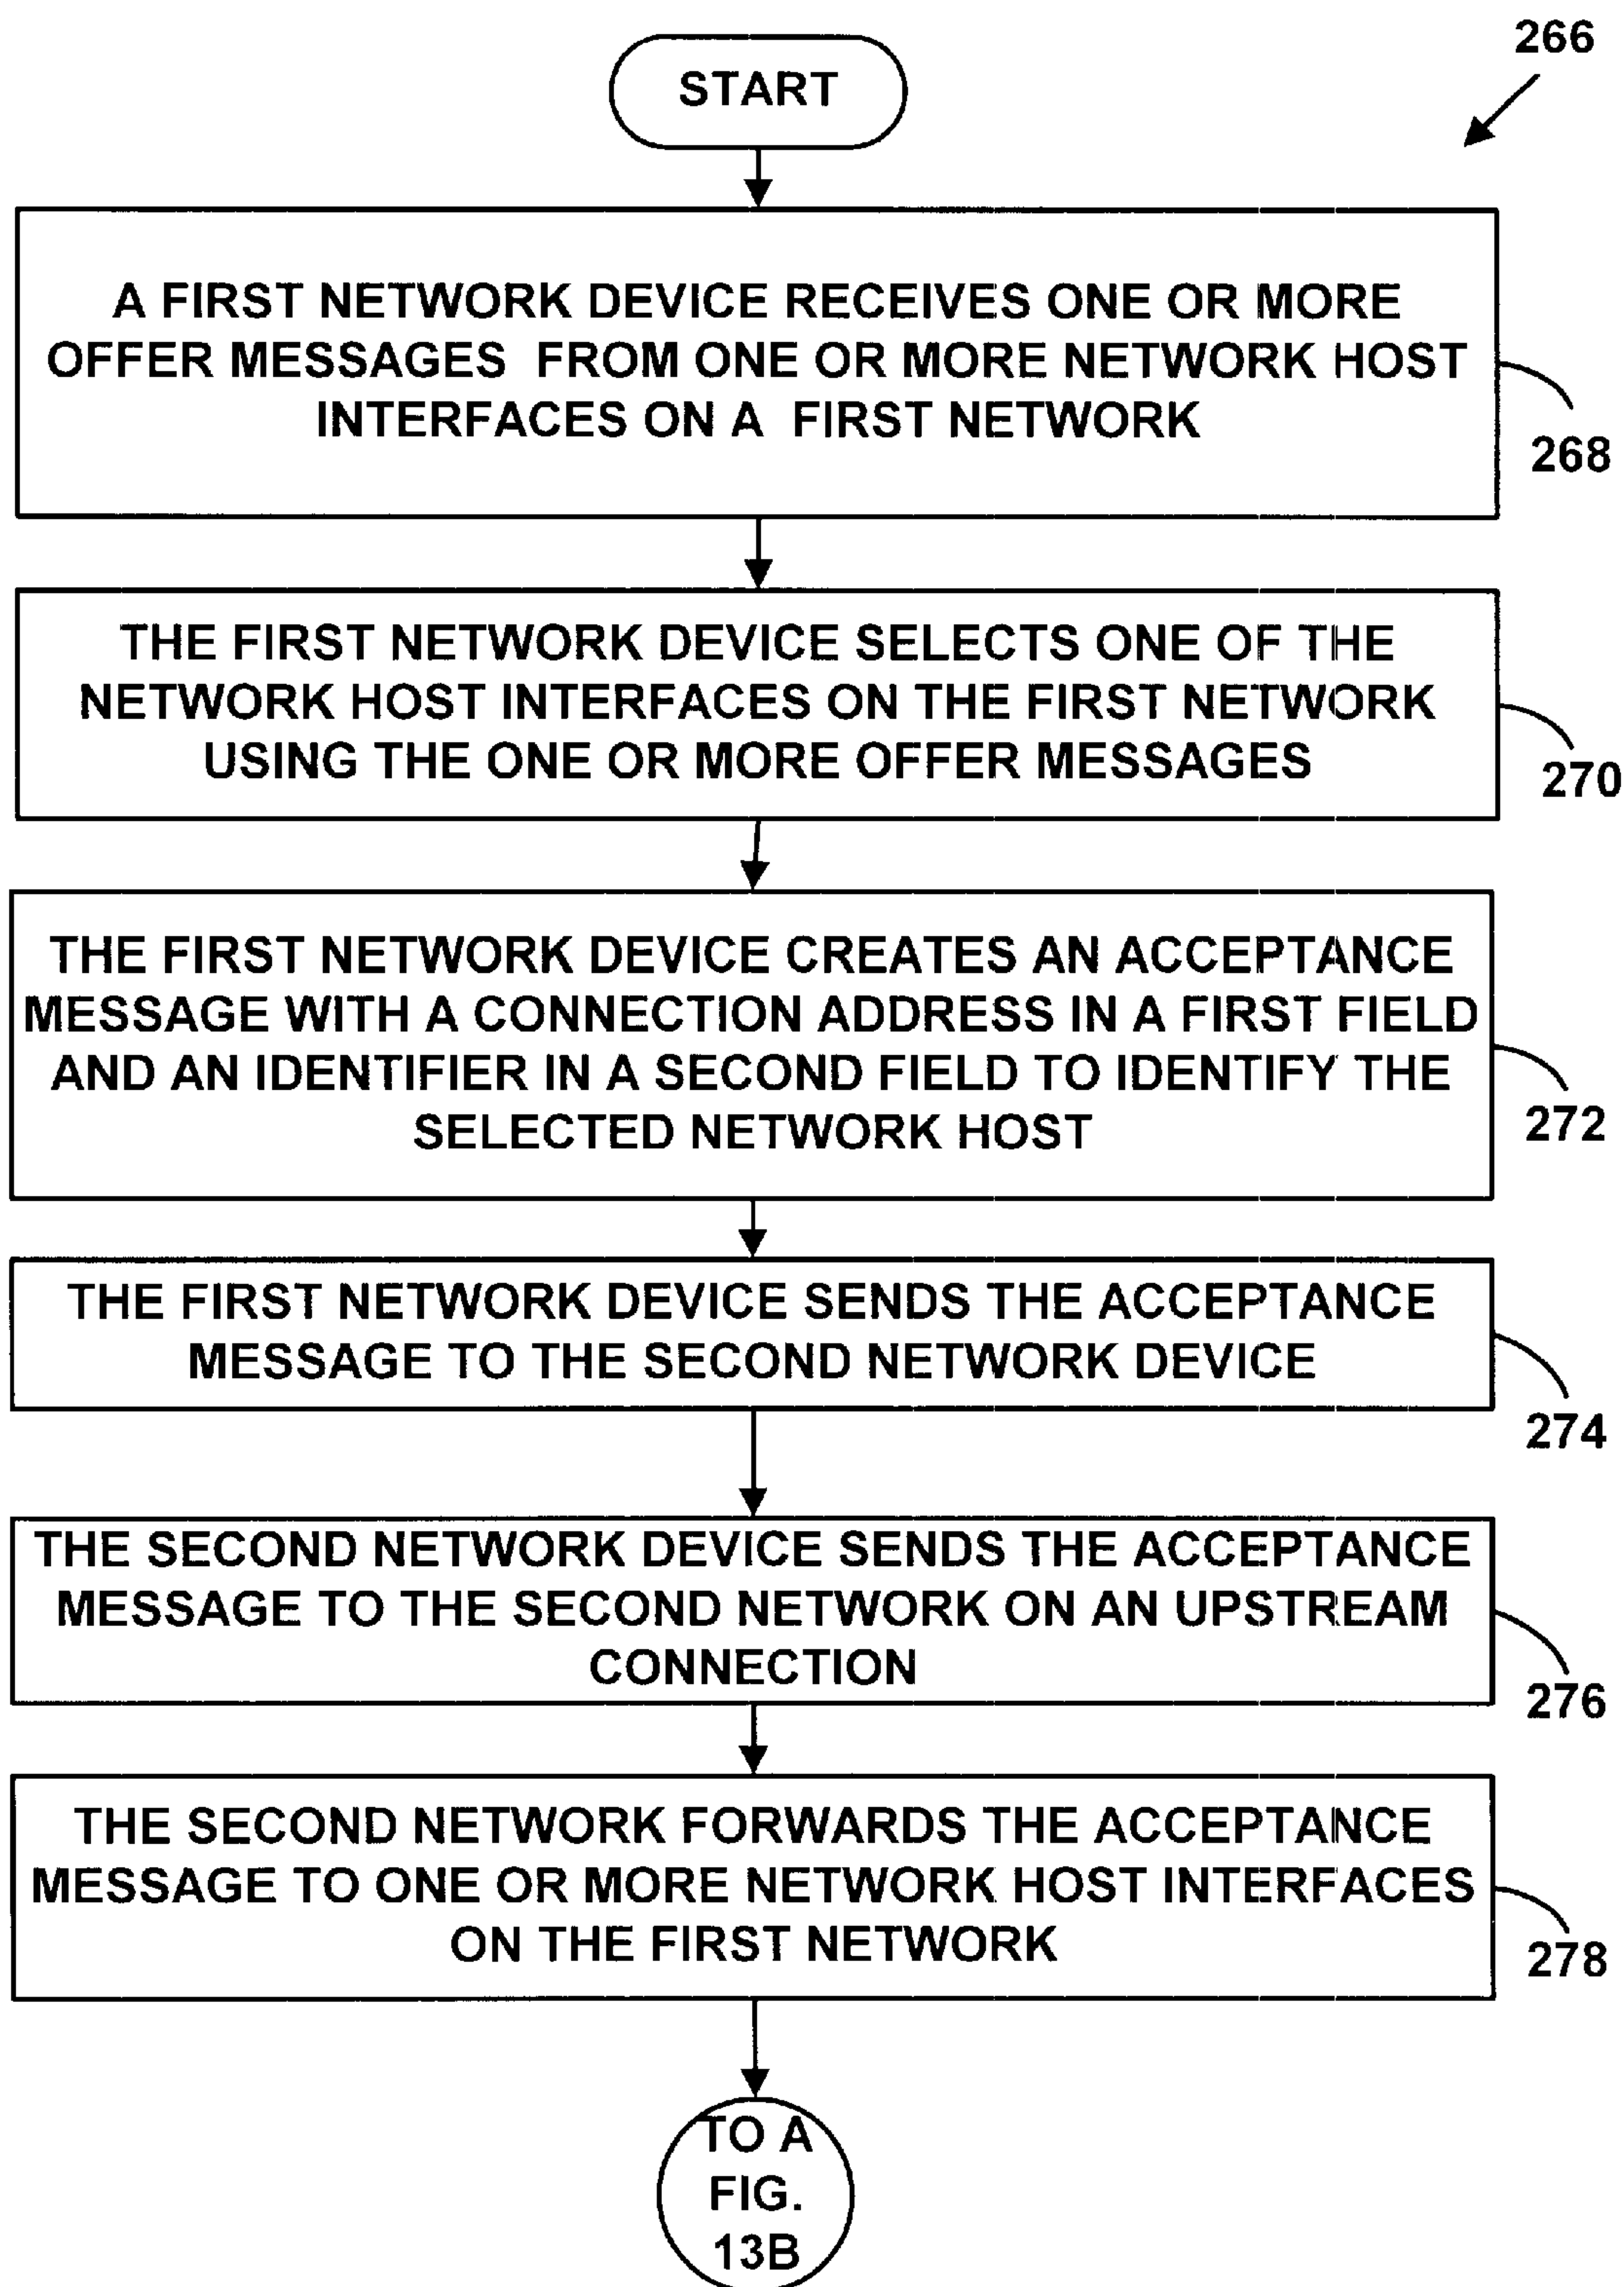 266
START
A FIRST NETWORK DEVICE RECEIVES ONE OR MORE
OFFER MESSAGES FROM ONE OR MORE NETWORK HOST
INTERFACES ON A FIRST NETWORK
268
THE FIRST NETWORK DEVICE SELECTS ONE OF THE
NETWORK HOST INTERFACES ON THE FIRST NETWORK
USING THE ONE OR MORE OFFER MESSAGES
270
THE FIRST NETWORK DEVICE CREATES AN ACCEPTANCE
MESSAGE WITH A CONNECTION ADDRESS IN A FIRST FIELD
AND AN IDENTIFIER IN A SECOND FIELD TO IDENTIFY THE
SELECTED NETWORK HOST
272
THE FIRST NETWORK DEVICE SENDS THE ACCEPTANCE
MESSAGE TO THE SECOND NETWORK DEVICE
274
THE SECOND NETWORK DEVICE SENDS THE ACCEPTANCE
MESSAGE TO THE SECOND NETWORK ON AN UPSTREAM
CONNECTION
276
THE SECOND NETWORK FORWARDS THE ACCEPTANCE
MESSAGE TO ONE OR MORE NETWORK HOST INTERFACES
ON THE FIRST NETWORK
278
TO A
FIG.
13B